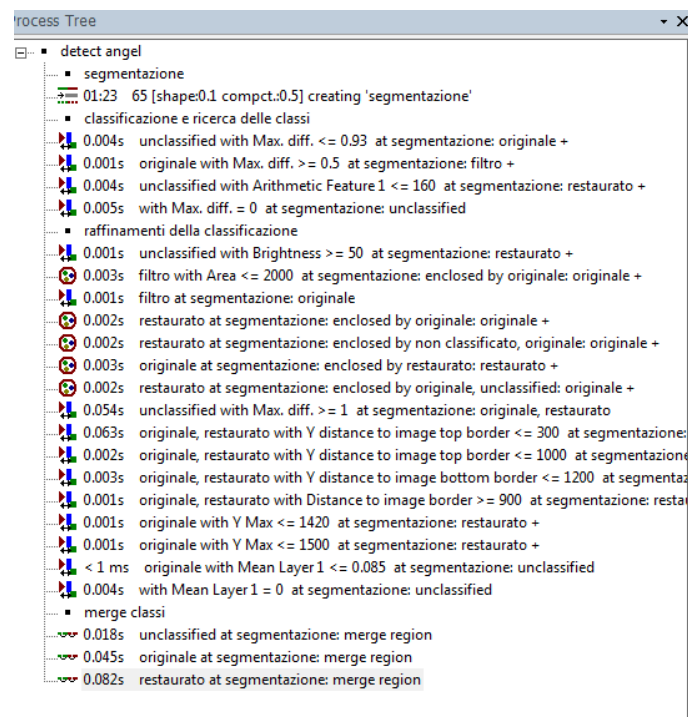 Process Tree
detect angel
segmentazione
01:23 65 [shape:0.1 compct.:0.5] creating 'segmentazione'
classificazione e ricerca delle classi
0.004s unclassified with Max. diff. <= 0.93 at segmentazione: originale +
0.001s originale with Max. diff. >= 0.5 at segmentazione: filtro +
0.004s unclassified with Arithmetic Feature 1 <= 160 at segmentazione: restaurato +
0.005s with Max. diff. = 0 at segmentazione: unclassified
raffinamenti della classificazione
0.001s unclassified with Brightness >= 50 at segmentazione: restaurato +
0.003s filtro with Area <= 2000 at segmentazione: enclosed by originale: originale +
0.001s filtro at segmentazione: originale
0.002s restaurato at segmentazione: enclosed by originale: originale +
0.002s restaurato at segmentazione: enclosed by non classificato, originale: originale +
0.003s originale at segmentazione: enclosed by restaurato: restaurato +
0.002s restaurato at segmentazione: enclosed by originale, unclassified: originale +
0.054s unclassified with Max. diff. >= 1 at segmentazione: originale, restaurato
0.063s originale, restaurato with Y distance to image top border <= 300 at segmentazione:
0.002s originale, restaurato with Y distance to image top border <= 1000 at segmentazione
0.003s originale, restaurato with Y distance to image bottom border <= 1200 at segmentaz
0.001s originale, restaurato with Distance to image border >= 900 at segmentazione: restau
0.001s originale with Y Max <= 1420 at segmentazione: restaurato +
0.001s originale with Y Max <= 1500 at segmentazione: restaurato +
< 1 ms originale with Mean Layer 1 <= 0.085 at segmentazione: unclassified
0.004s with Mean Layer 1 = 0 at segmentazione: unclassified
merge classi
0.018s unclassified at segmentazione: merge region
0.045s originale at segmentazione: merge region
0.082s restaurato at segmentazione: merge region